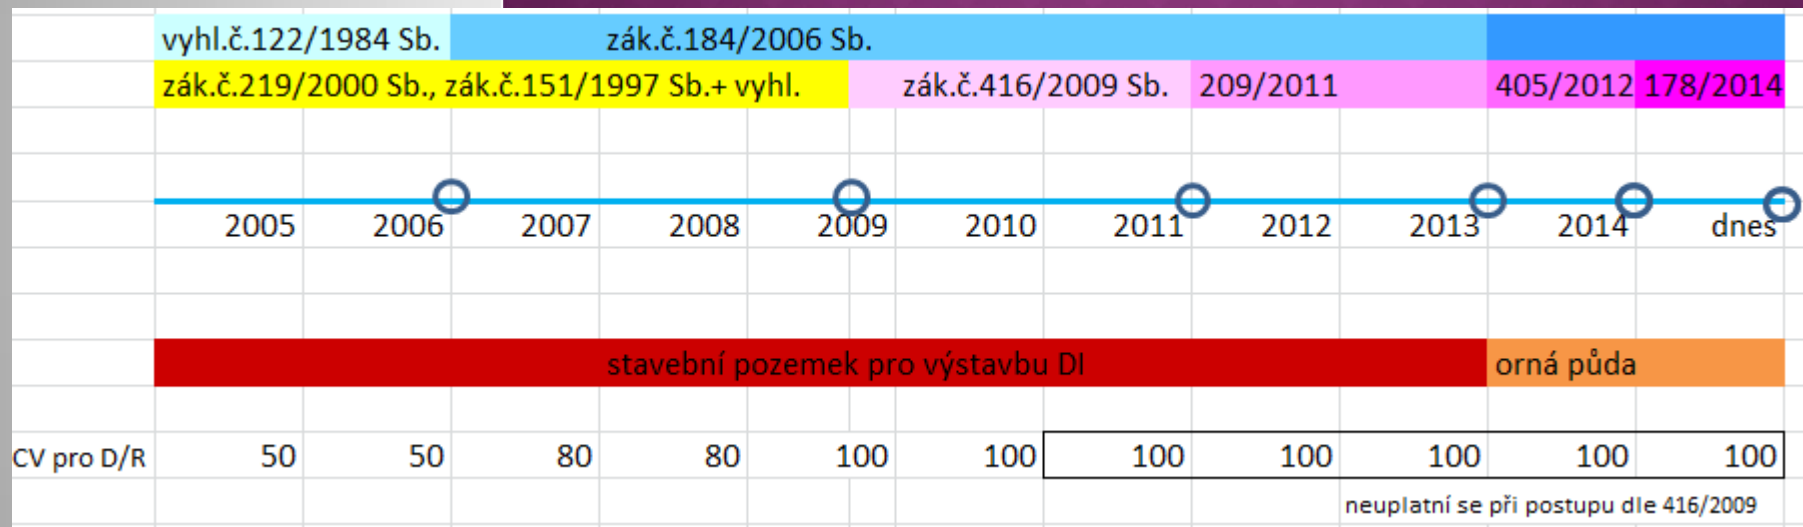 vyhl.č.122/1984 Sb. zák.č.184/2006 Sb.
zák.č.219/2000 Sb., zák.č.151/1997 Sb.+ vyhl. zák.č.416/2009 Sb. 209/2011 405/2012 178/2014
2005 2006 2007 2008 2009 2010 2011 2012 2013 2014 dnes
stavební pozemek pro výstavbu DI orná půda
CV pro D/R 50 50 80 80 100 100 100 100 100 100 100
neuplatní se při postupu dle 416/2009